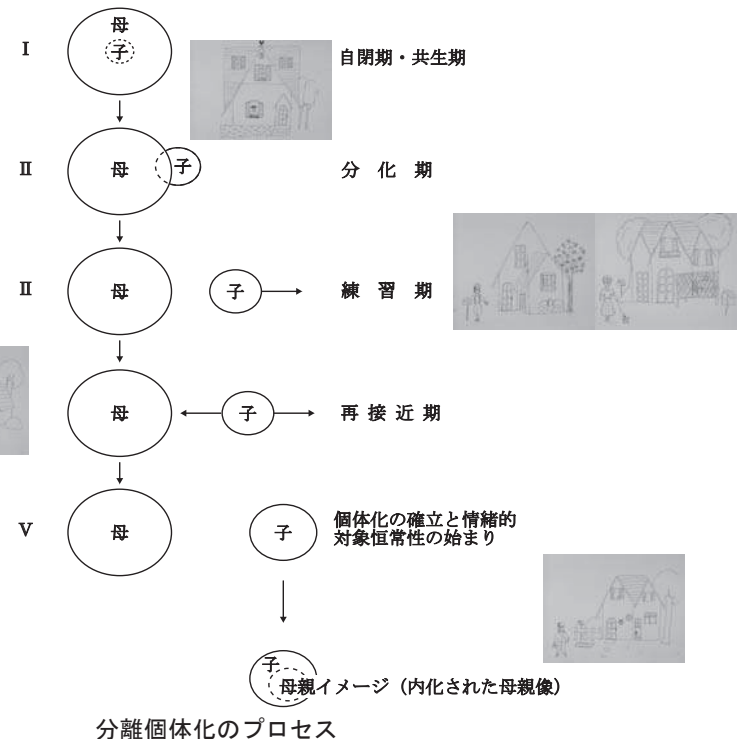 I
母
子
自閉期・共生期
Ⅱ
母
子
分 化 期
Ⅱ
母
子
練 習 期
母
子
再 接 近 期
V
母
子
個体化の確立と情緒的
対象恒常性の始まり
子
母親イメージ（内化された母親像）
分離個体化のプロセス